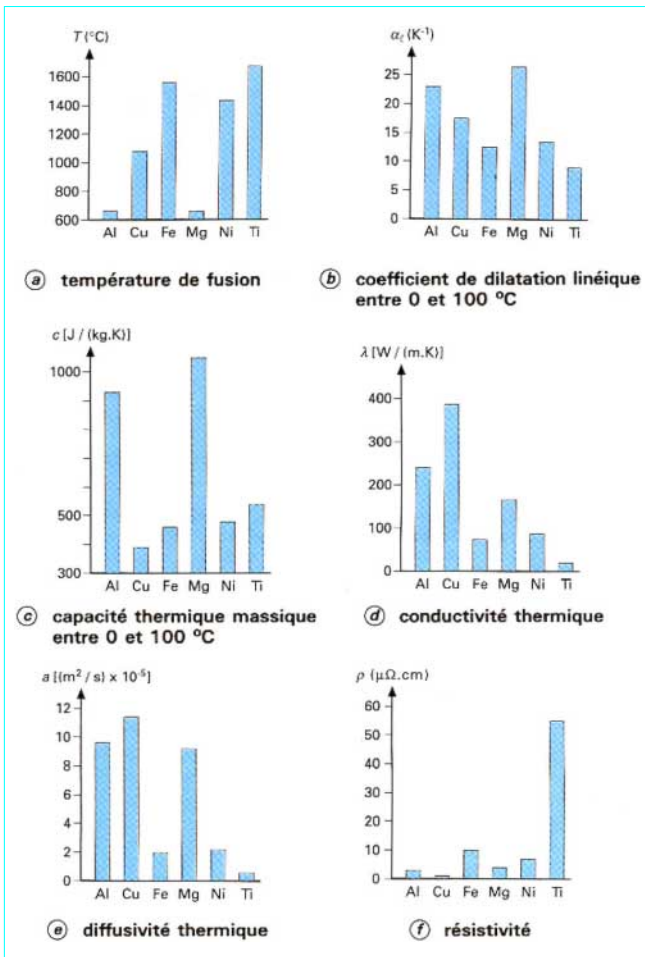 T (°C)
1600
1400
1200
1000
800
600
Al Cu Fe Mg Ni Ti
ⓐ température de fusion
αℓ (K⁻¹)
25
20
15
10
5
0
Al Cu Fe Mg Ni Ti
ⓑ coefficient de dilatation linéique
entre 0 et 100 ºC
c [J / (kg.K)]
1000
500
300
Al Cu Fe Mg Ni Ti
ⓒ capacité thermique massique
entre 0 et 100 ºC
λ [W / (m.K)]
400
300
200
100
0
Al Cu Fe Mg Ni Ti
ⓓ conductivité thermique
a [(m² / s) x 10⁻⁵]
12
10
8
6
4
2
0
Al Cu Fe Mg Ni Ti
ⓔ diffusivité thermique
ρ (μΩ.cm)
60
50
40
30
20
10
0
Al Cu Fe Mg Ni Ti
ⓕ résistivité